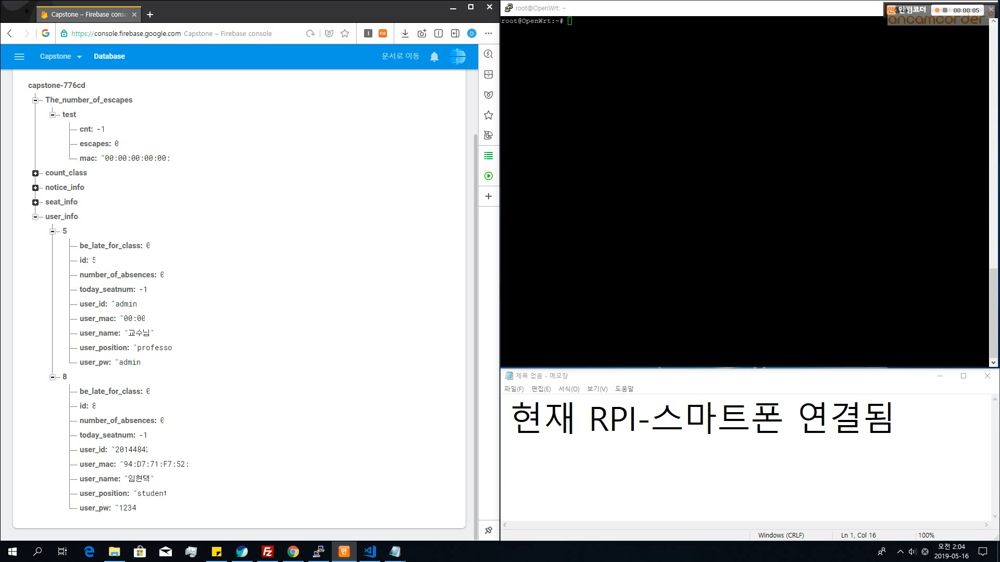 Capstone – Firebase conso
https://console.firebase.google.com Capstone – Firebase console
Capstone
Database
문서로 이동
capstone-776cd
The_number_of_escapes
test
cnt: -1
escapes: 0
mac: "00:00:00:00:00:
count_class
notice_info
seat_info
user_info
5
be_late_for_class: 0
id: 5
number_of_absences: 0
today_seatnum: -1
user_id: "admin
user_mac: "00:00
user_name: "교수님"
user_position: "professo
user_pw: "admin
8
be_late_for_class: 0
id: 8
number_of_absences: 0
today_seatnum: -1
user_id: "2014484
user_mac: "94:D7:71:F7:52:
user_name: "임현택"
user_position: "student
user_pw: "1234
root@OpenWrt: ~
안캠코더
00:00:05
ancamcorder
root@OpenWrt:~#
제목 없음 - 메모장
파일(F) 편집(E) 서식(O) 보기(V) 도움말
현재 RPI-스마트폰 연결됨
Windows (CRLF)
Ln 1, Col 16
100%
안
오전 2:04
2019-05-16